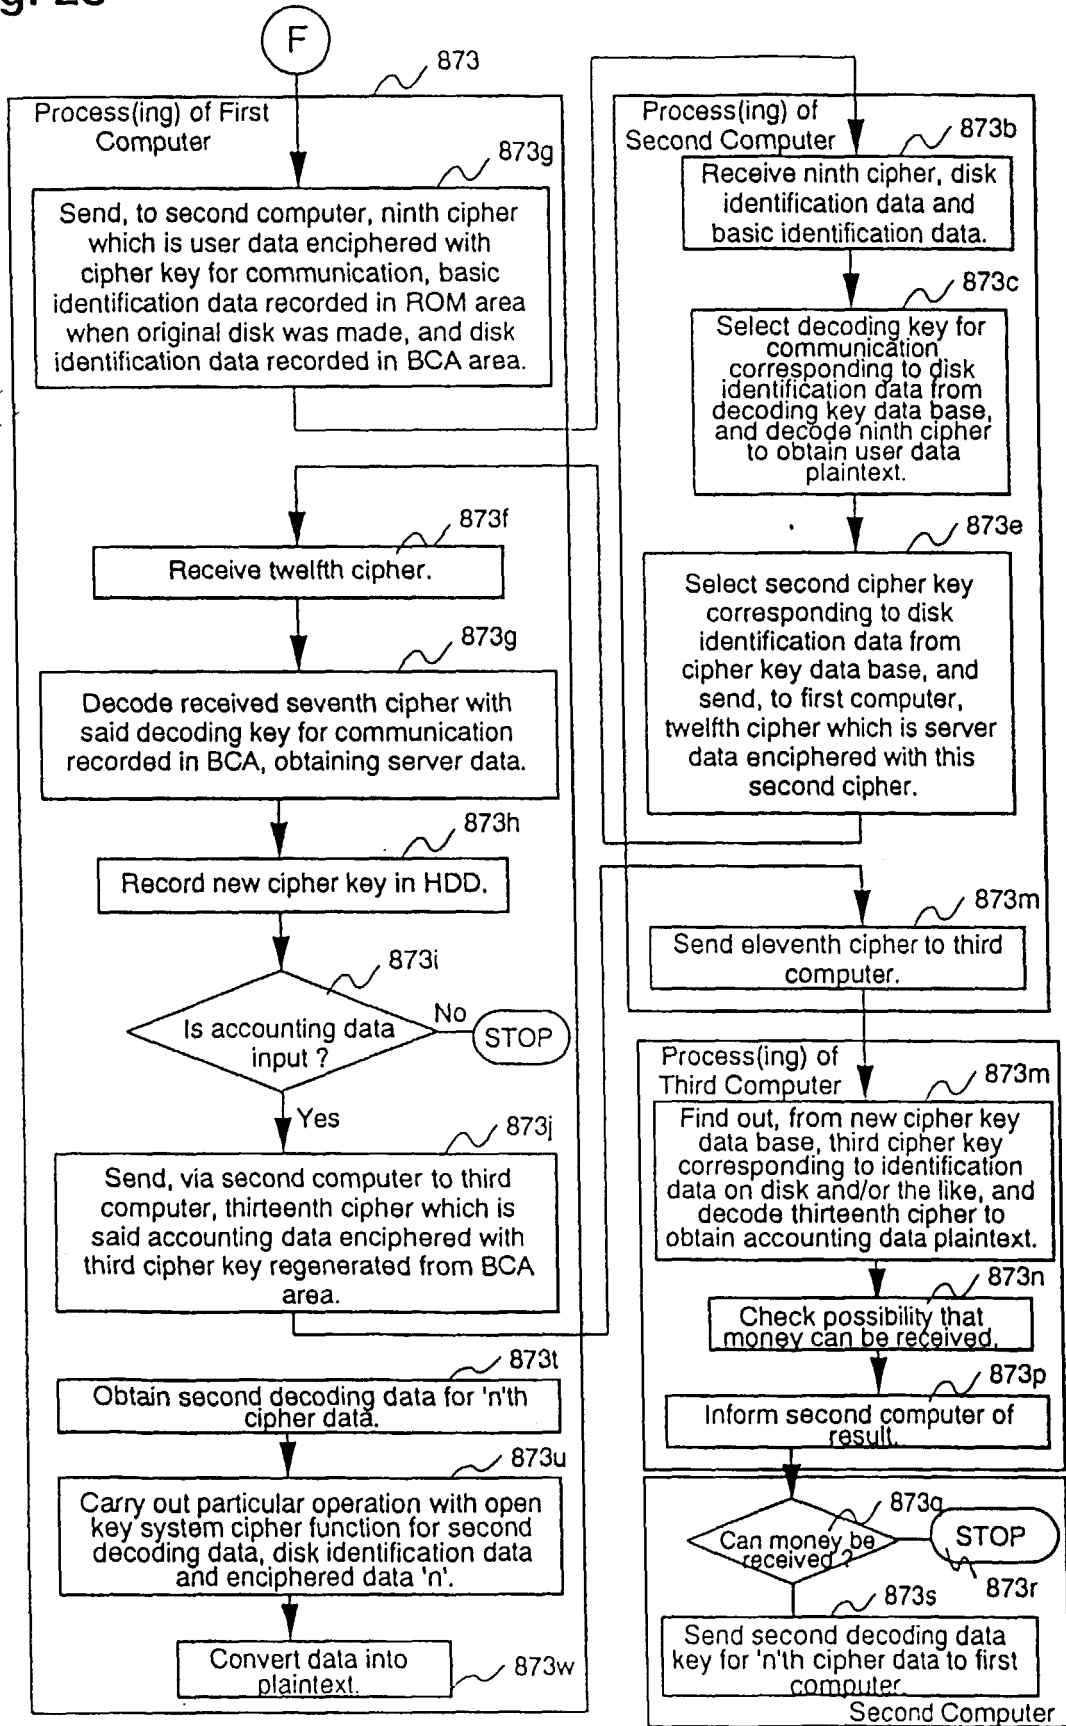 F
873
Process(ing) of First
Computer
873g
Send, to second computer, ninth cipher
which is user data enciphered with
cipher key for communication, basic
identification data recorded in ROM area
when original disk was made, and disk
identification data recorded in BCA area.
Process(ing) of
Second Computer
873b
Receive ninth cipher, disk
identification data and
basic identification data.
873c
Select decoding key for
communication
corresponding to disk
identification data from
decoding key data base,
and decode ninth cipher
to obtain user data
plaintext.
873e
Select second cipher key
corresponding to disk
identification data from
cipher key data base, and
send, to first computer,
twelfth cipher which is server
data enciphered with this
second cipher.
873f
Receive twelfth cipher.
873g
Decode received seventh cipher with
said decoding key for communication
recorded in BCA, obtaining server data.
873h
Record new cipher key in HDD.
873i
Is accounting data
input ?
No
STOP
Yes
873j
Send, via second computer to third
computer, thirteenth cipher which is
said accounting data enciphered with
third cipher key regenerated from BCA
area.
873m
Send eleventh cipher to third
computer.
Process(ing) of
Third Computer
873m
Find out, from new cipher key
data base, third cipher key
corresponding to identification
data on disk and/or the like, and
decode thirteenth cipher to
obtain accounting data plaintext.
873n
Check possibility that
money can be received.
873p
Inform second computer of
result.
873q
Can money be
received ?
STOP
873r
873s
Send second decoding data
key for 'n'th cipher data to first
computer.
Second Computer
873t
Obtain second decoding data for 'n'th
cipher data.
873u
Carry out particular operation with open
key system cipher function for second
decoding data, disk identification data
and enciphered data 'n'.
Convert data into
plaintext.
873w